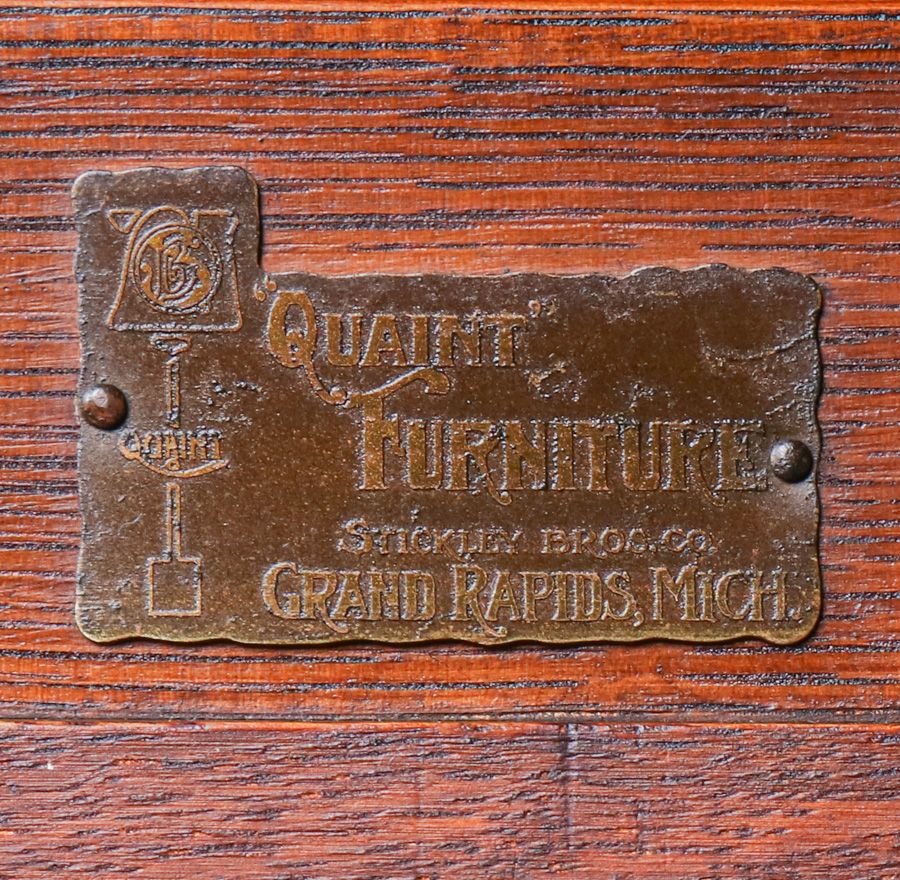 "QUAINT"
FURNITURE
STICKLEY BROS. CO.
GRAND RAPIDS, MICH.
QUAINT